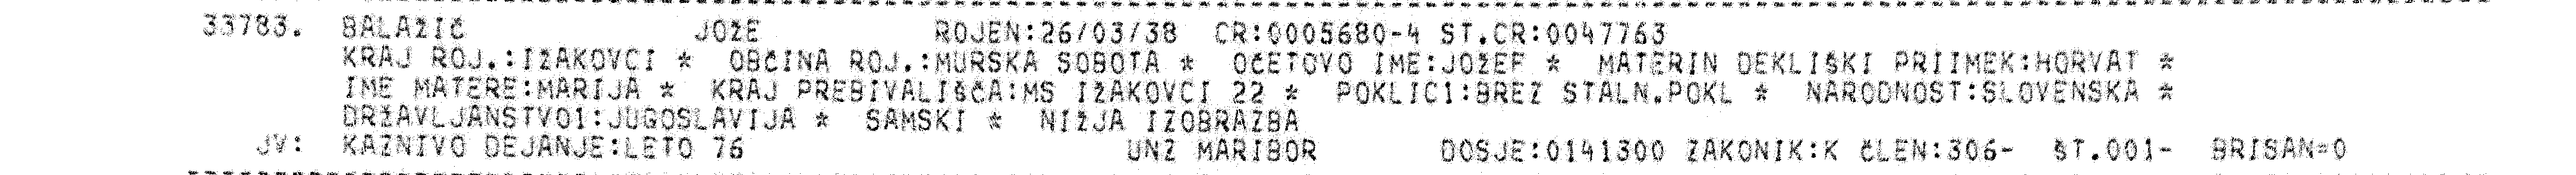 33783. BALAŽIČ JOŽE ROJEN:26/03/38 CR:0005680-4 ST.CR:0047763
KRAJ ROJ.:IŽAKOVCI * OBČINA ROJ.:MURSKA SOBOTA * OČETOVO IME:JOŽEF * MATERIN DEKLIŠKI PRIIMEK:HORVAT *
IME MATERE:MARIJA * KRAJ PREBIVALIŠČA:MS IŽAKOVCI 22 * POKLIC1:BREZ STALN.POKL * NARODNOST:SLOVENSKA *
DRŽAVLJANSTVO1:JUGOSLAVIJA * SAMSKI * NIŽJA IZOBRAZBA
JV: KAZNIVO DEJANJE:LETO 76 UNZ MARIBOR DOSJE:0141300 ZAKONIK:K ČLEN:306- ŠT.001- BRISAN=0